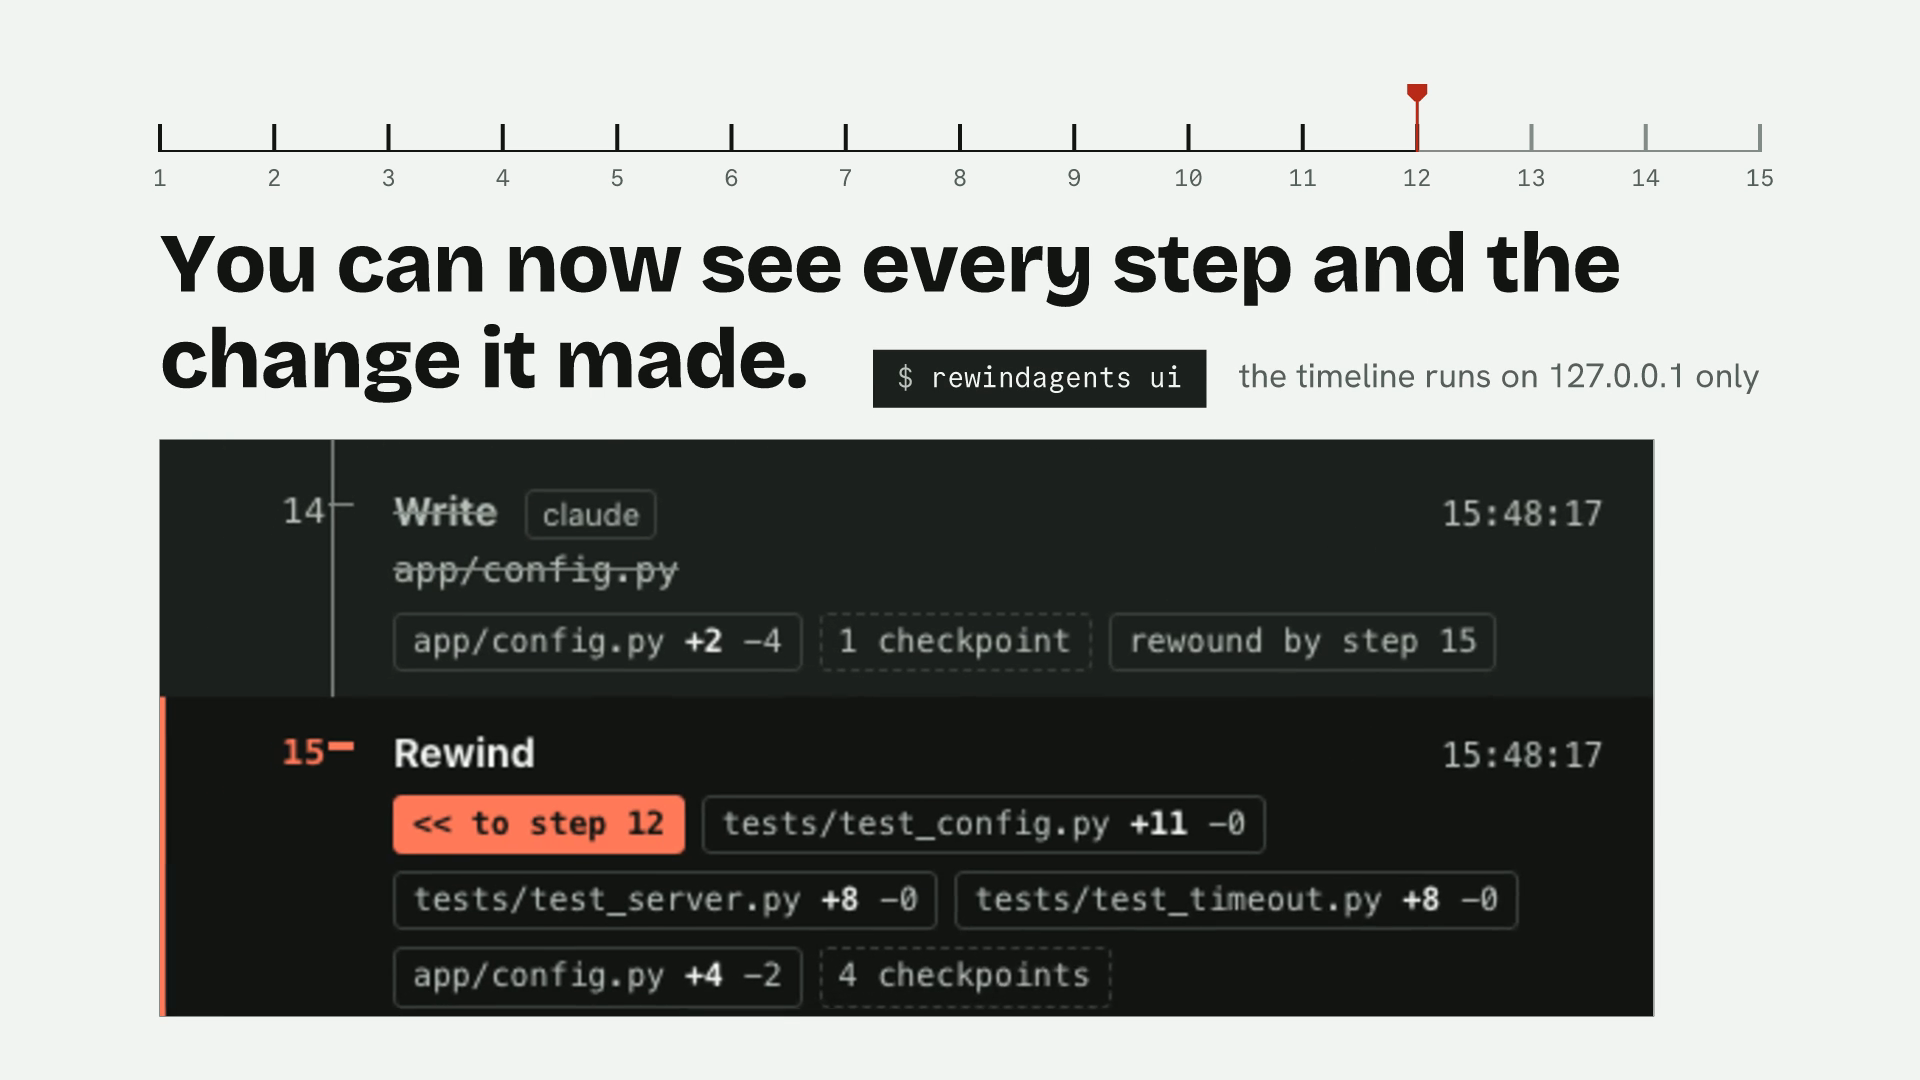 1 2 3 4 5 6 7 8 9 10 11 12 13 14 15
You can now see every step and the
change it made. $ rewindagents ui the timeline runs on 127.0.0.1 only
14 Write claude 15:48:17
app/config.py
app/config.py +2 −4 1 checkpoint rewound by step 15
15 Rewind 15:48:17
<< to step 12 tests/test_config.py +11 −0
tests/test_server.py +8 −0 tests/test_timeout.py +8 −0
app/config.py +4 −2 4 checkpoints